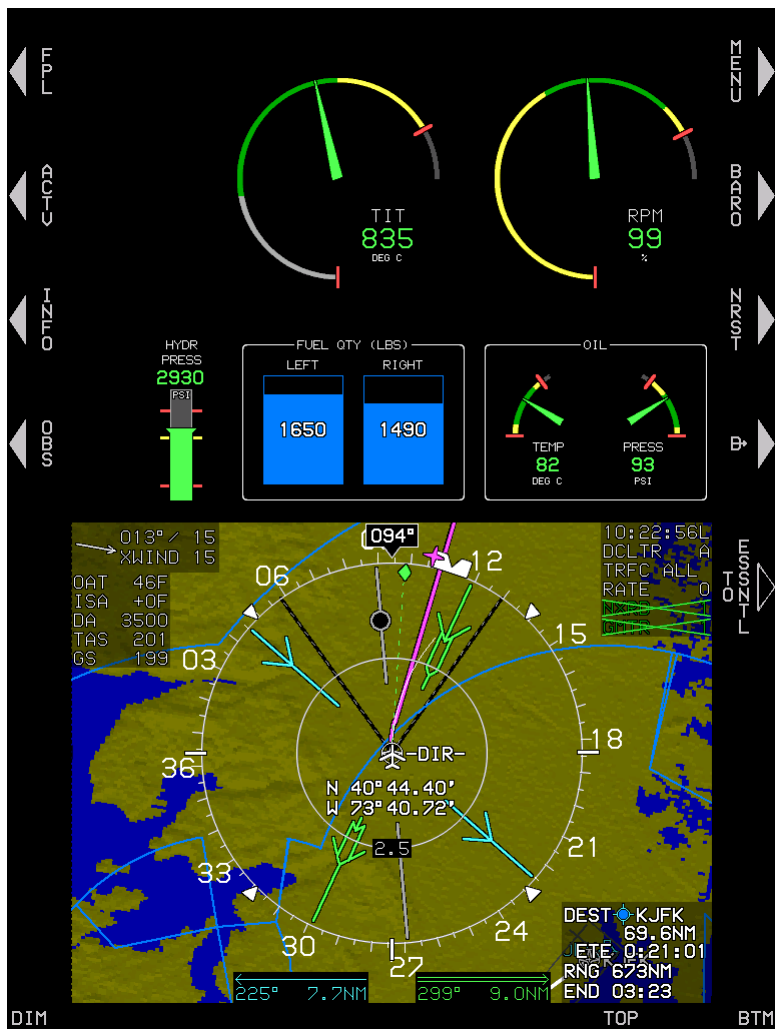 FPL
MENU
ACTV
BARO
TIT
835
DEG C
RPM
99
%
INFO
NRST
HYDR
PRESS
2930
PSI
FUEL QTY (LBS)
LEFT
RIGHT
1650
1490
OIL
TEMP
82
DEG C
PRESS
93
PSI
OBS
013°/ 15
XWIND 15
OAT 46F
ISA +0F
DA 3500
TAS 201
GS 199
094°
10:22:56L
DCLTR A
TRFC ALL
RATE 0
ESSNTL
TO
06
12
03
15
36
18
33
21
30
24
27
-DIR-
N 40°44.40'
W 73°40.72'
2.5
DEST KJFK
69.6NM
ETE 0:21:01
RNG 673NM
END 03:23
225° 7.7NM
299° 9.0NM
DIM
TOP
BTM